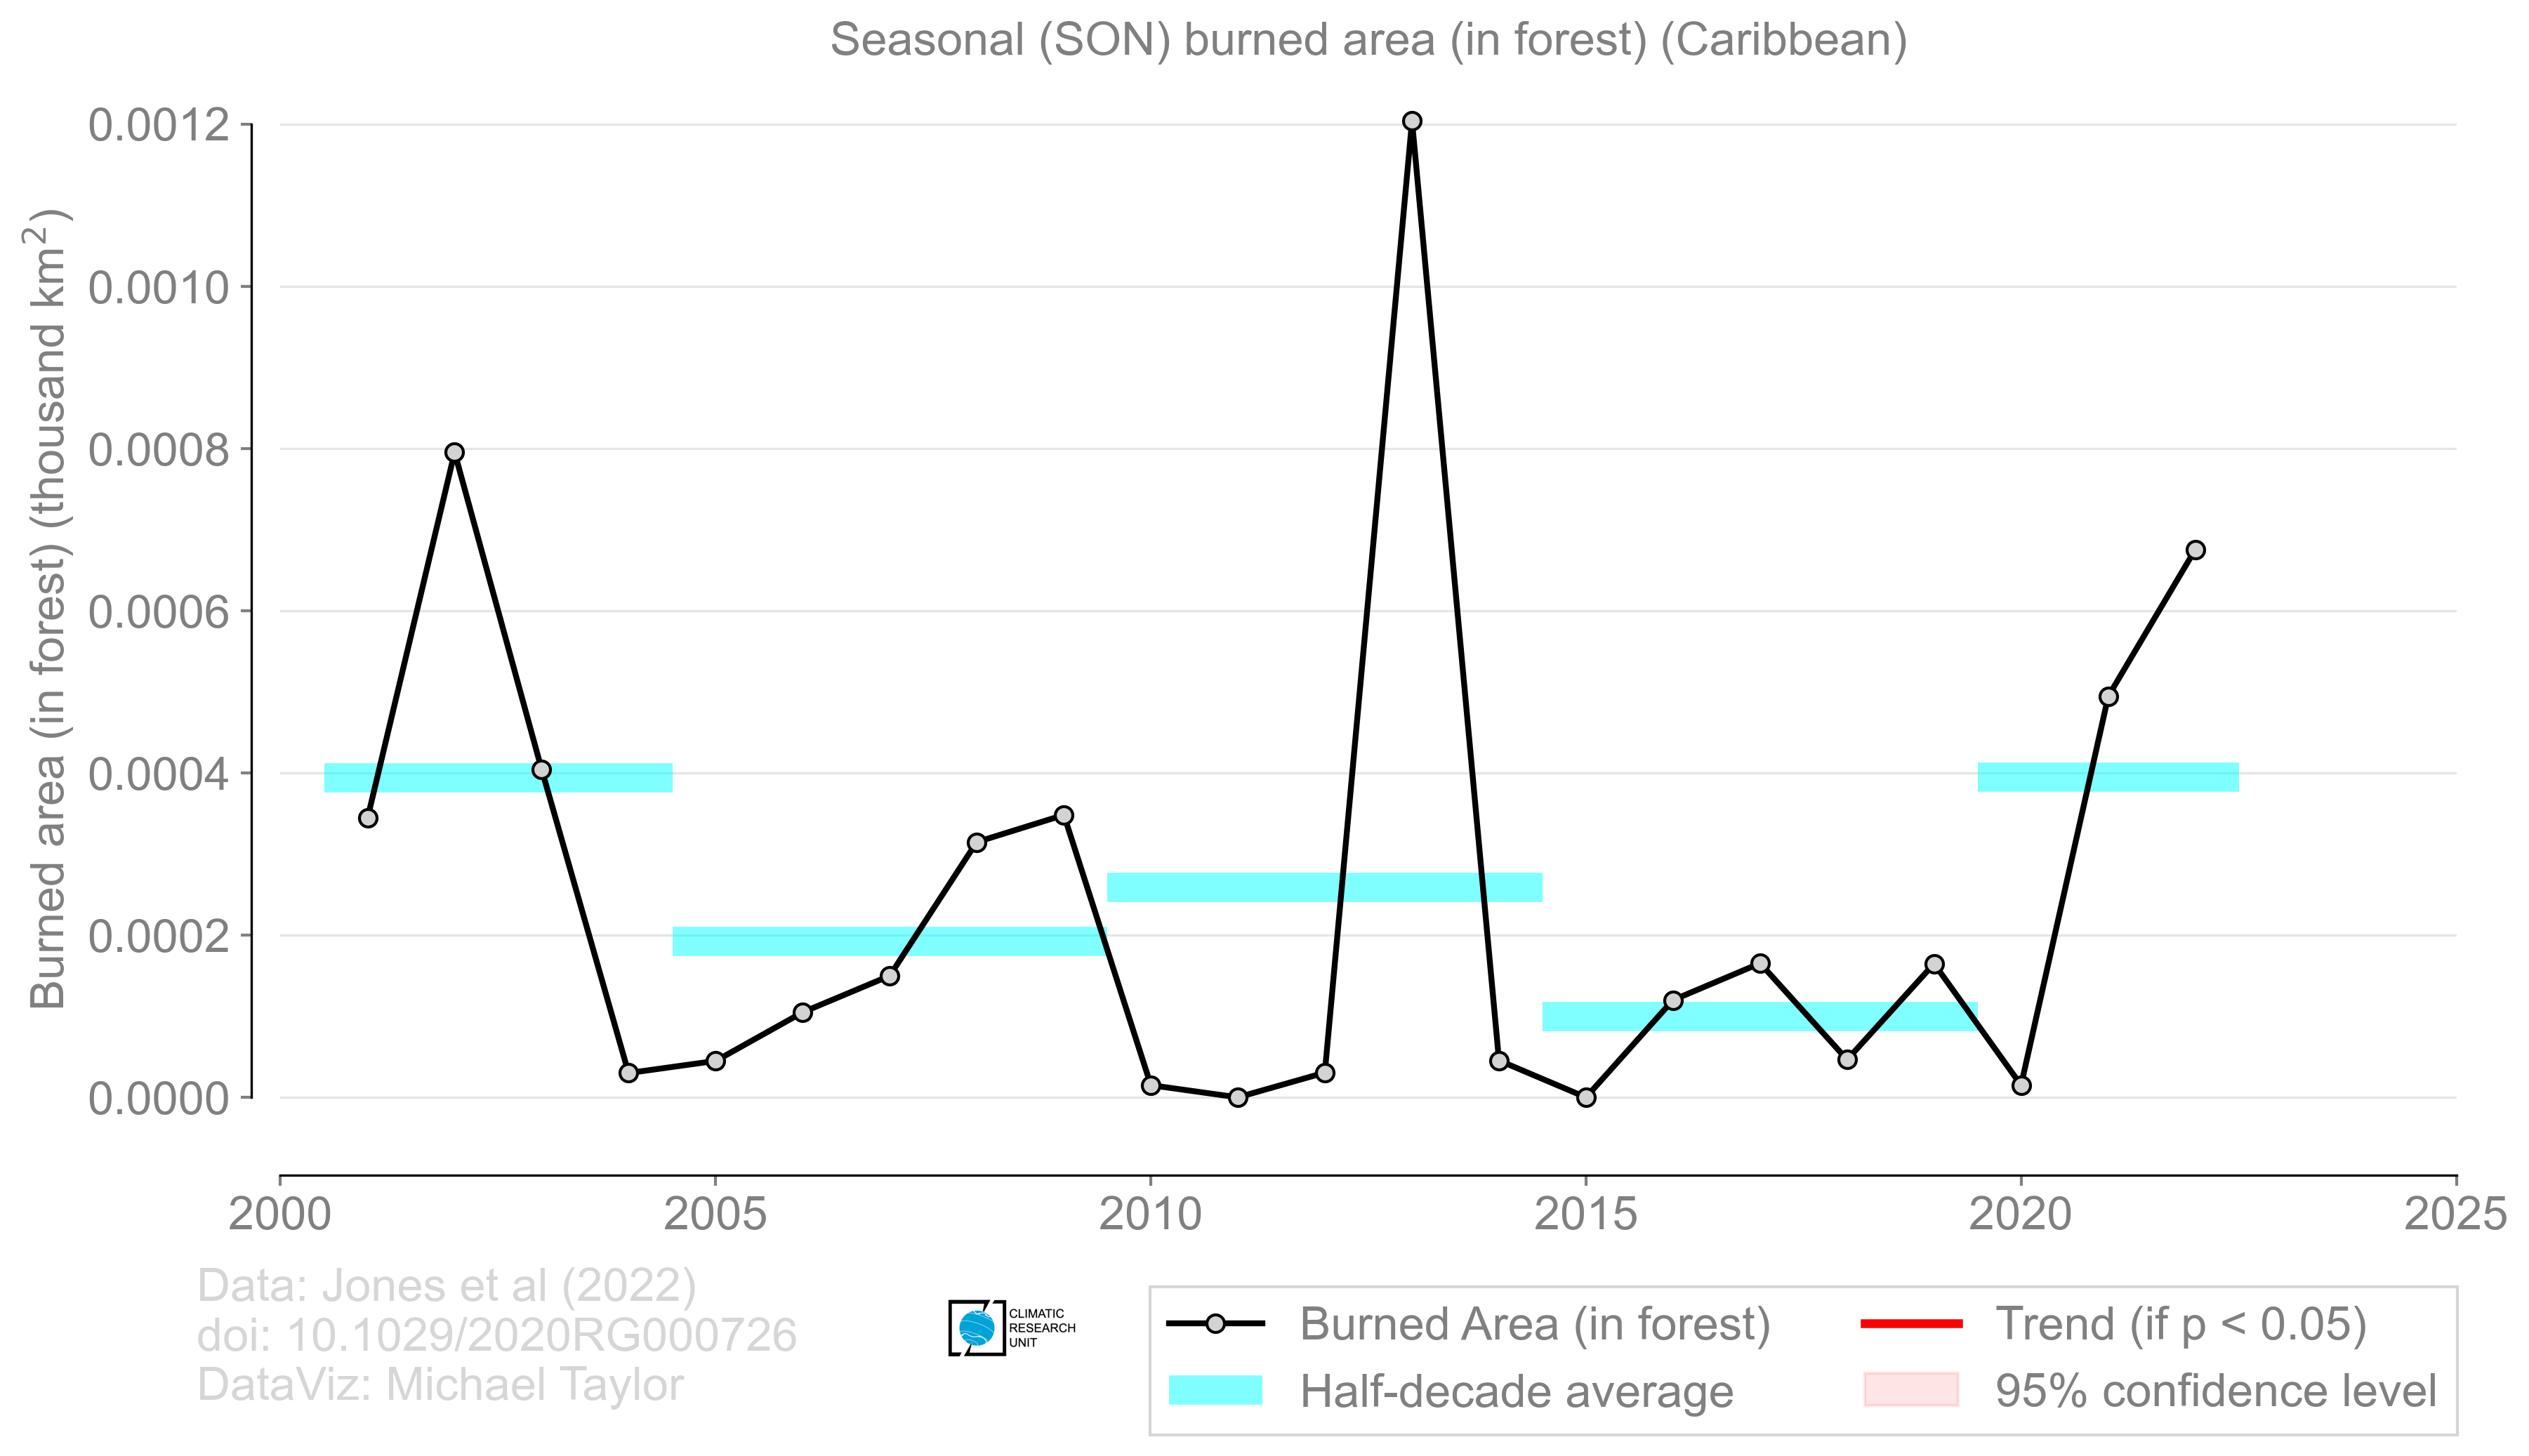 Seasonal (SON) burned area (in forest) (Caribbean)
Burned area (in forest) (thousand km²)
0.0012
0.0010
0.0008
0.0006
0.0004
0.0002
0.0000
2000 2005 2010 2015 2020 2025
Data: Jones et al (2022)
doi: 10.1029/2020RG000726
DataViz: Michael Taylor
CLIMATIC
RESEARCH
UNIT
Burned Area (in forest)
Half-decade average
Trend (if p < 0.05)
95% confidence level